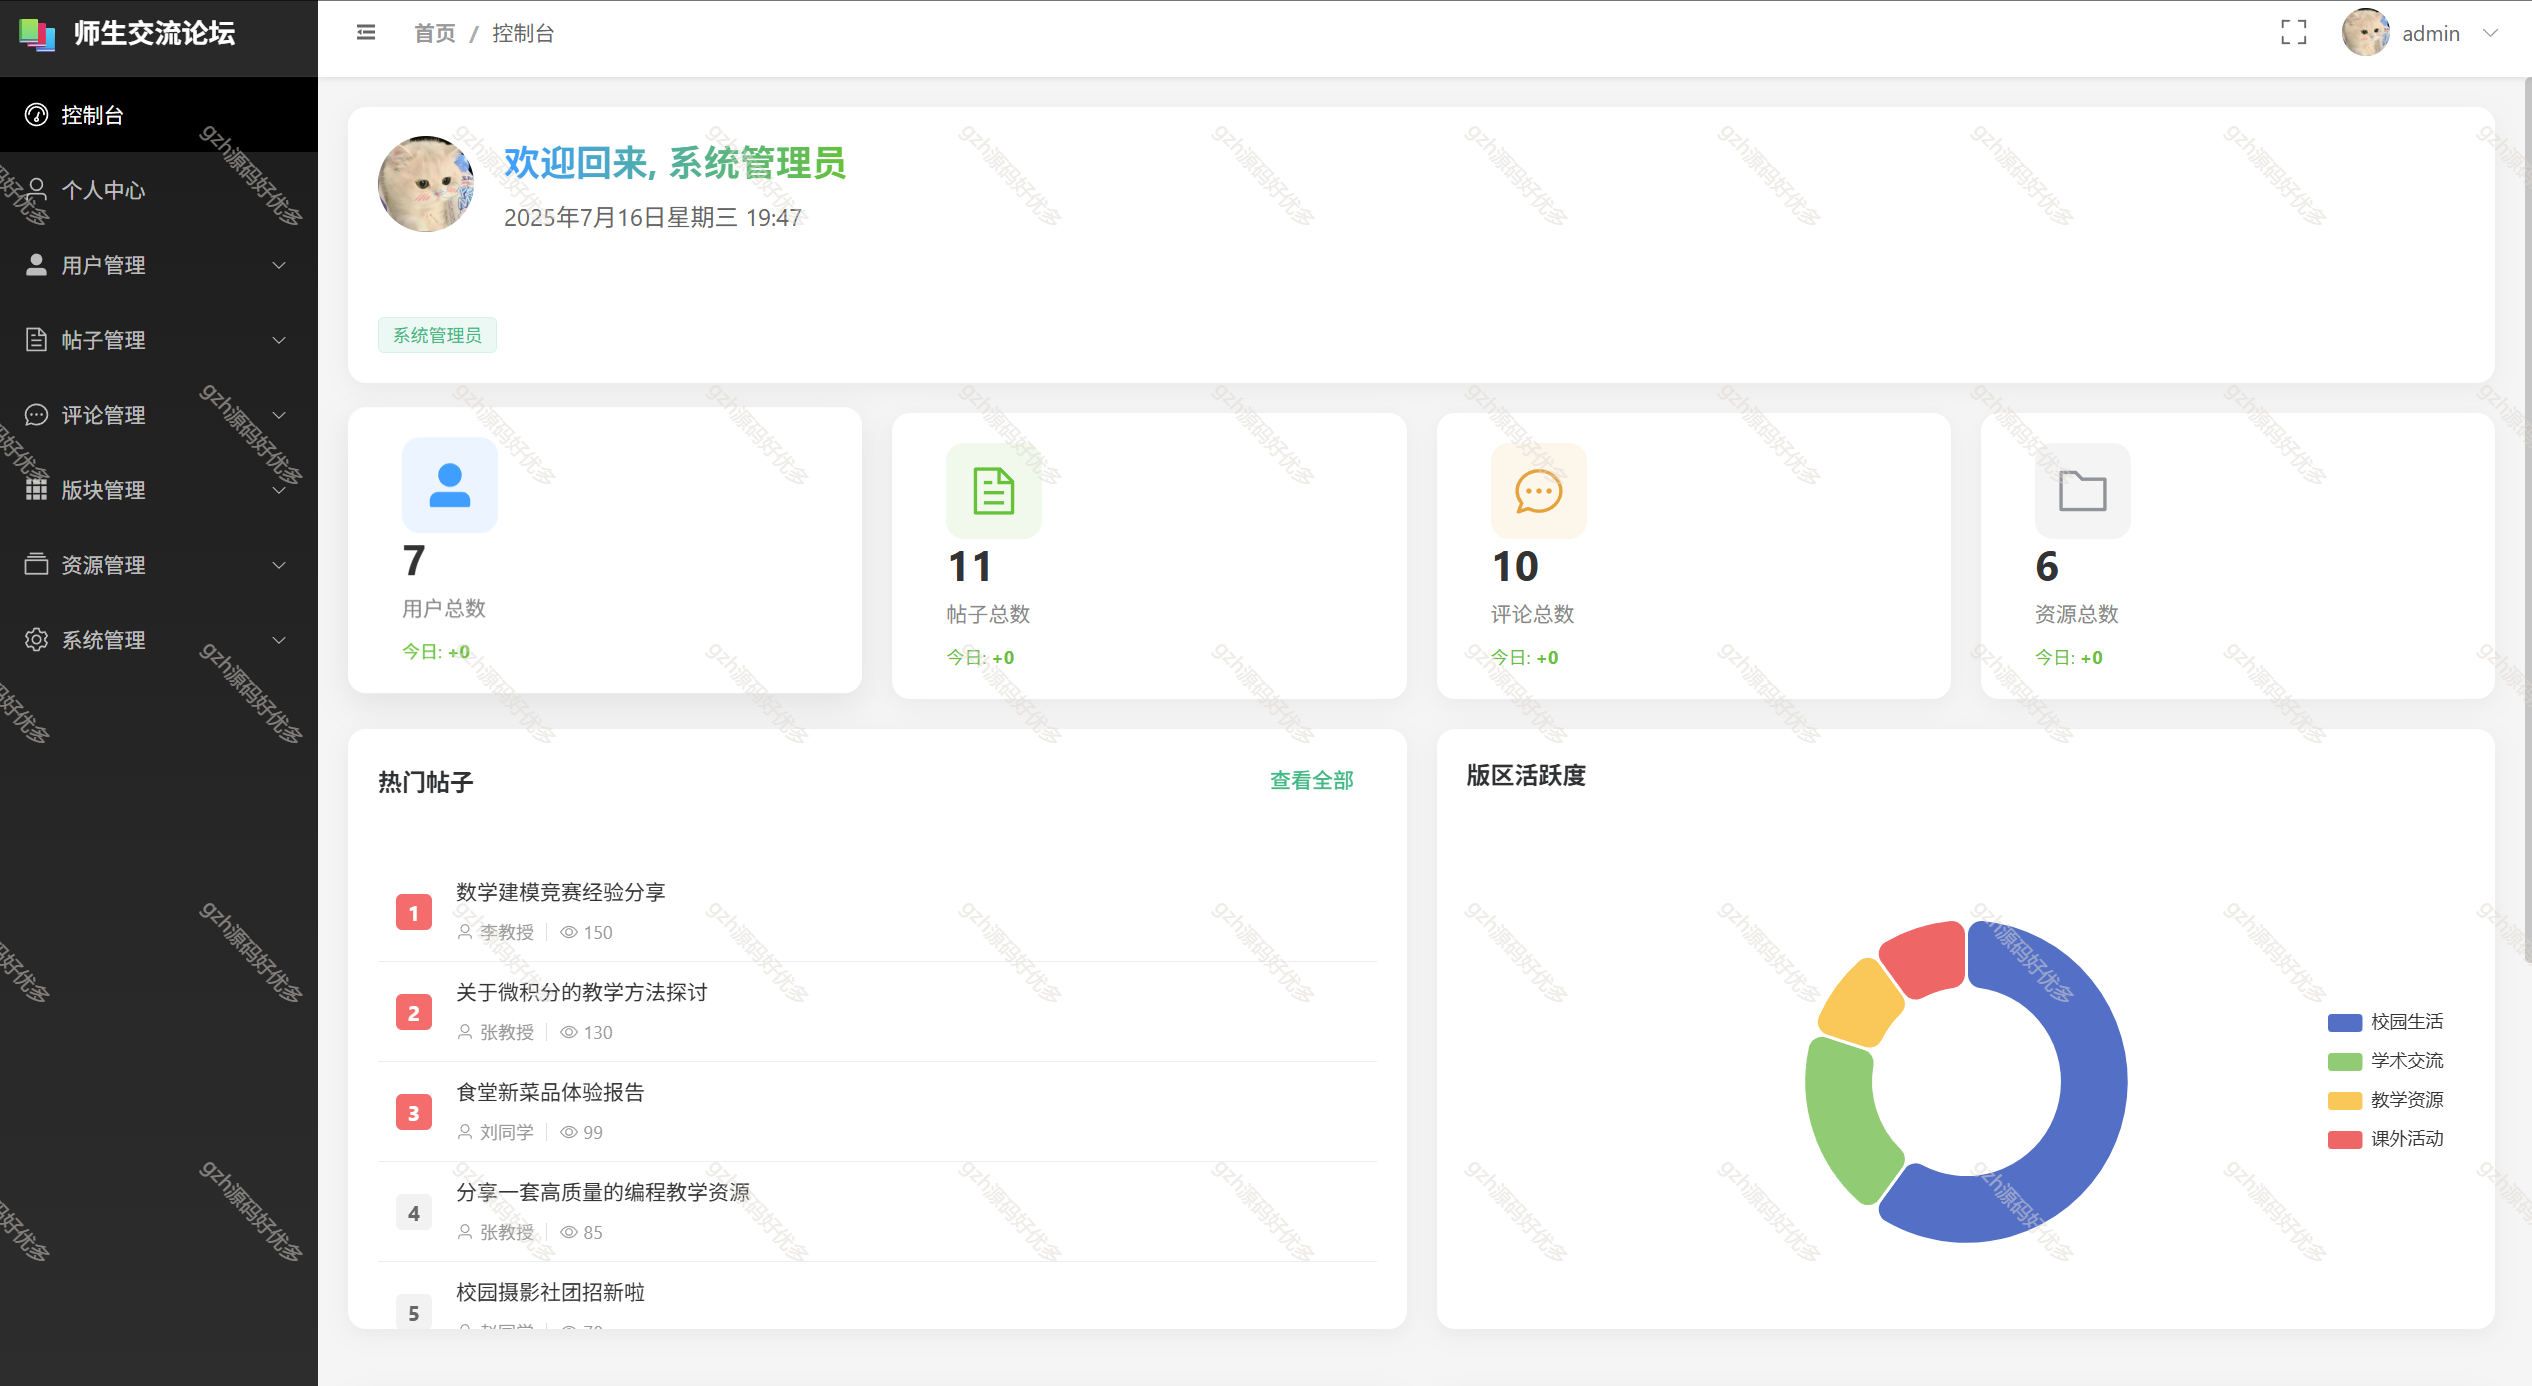 师生交流论坛
首页 / 控制台
admin
控制台
个人中心
用户管理
帖子管理
评论管理
版块管理
资源管理
系统管理
欢迎回来, 系统管理员
2025年7月16日星期三 19:47
系统管理员
7
用户总数
今日: +0
11
帖子总数
今日: +0
10
评论总数
今日: +0
6
资源总数
今日: +0
热门帖子
查看全部
1
数学建模竞赛经验分享
李教授 150
2
关于微积分的教学方法探讨
张教授 130
3
食堂新菜品体验报告
刘同学 99
4
分享一套高质量的编程教学资源
张教授 85
5
校园摄影社团招新啦
版区活跃度
校园生活
学术交流
教学资源
课外活动
gzh源码好优多